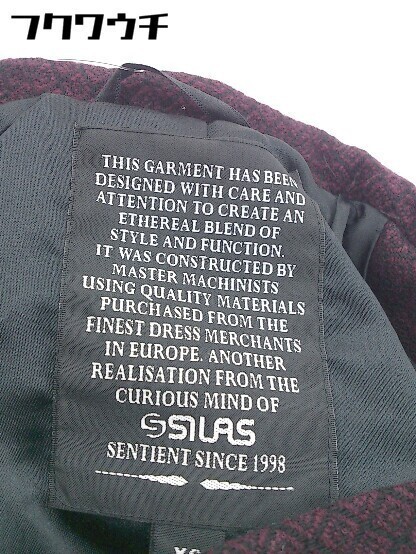 フクワウチ
THIS GARMENT HAS BEEN
DESIGNED WITH CARE AND
ATTENTION TO CREATE AN
ETHEREAL BLEND OF
STYLE AND FUNCTION.
IT WAS CONSTRUCTED BY
MASTER MACHINISTS
USING QUALITY MATERIALS
PURCHASED FROM THE
FINEST DRESS MERCHANTS
IN EUROPE. ANOTHER
REALISATION FROM THE
CURIOUS MIND OF
SILAS
SENTIENT SINCE 1998